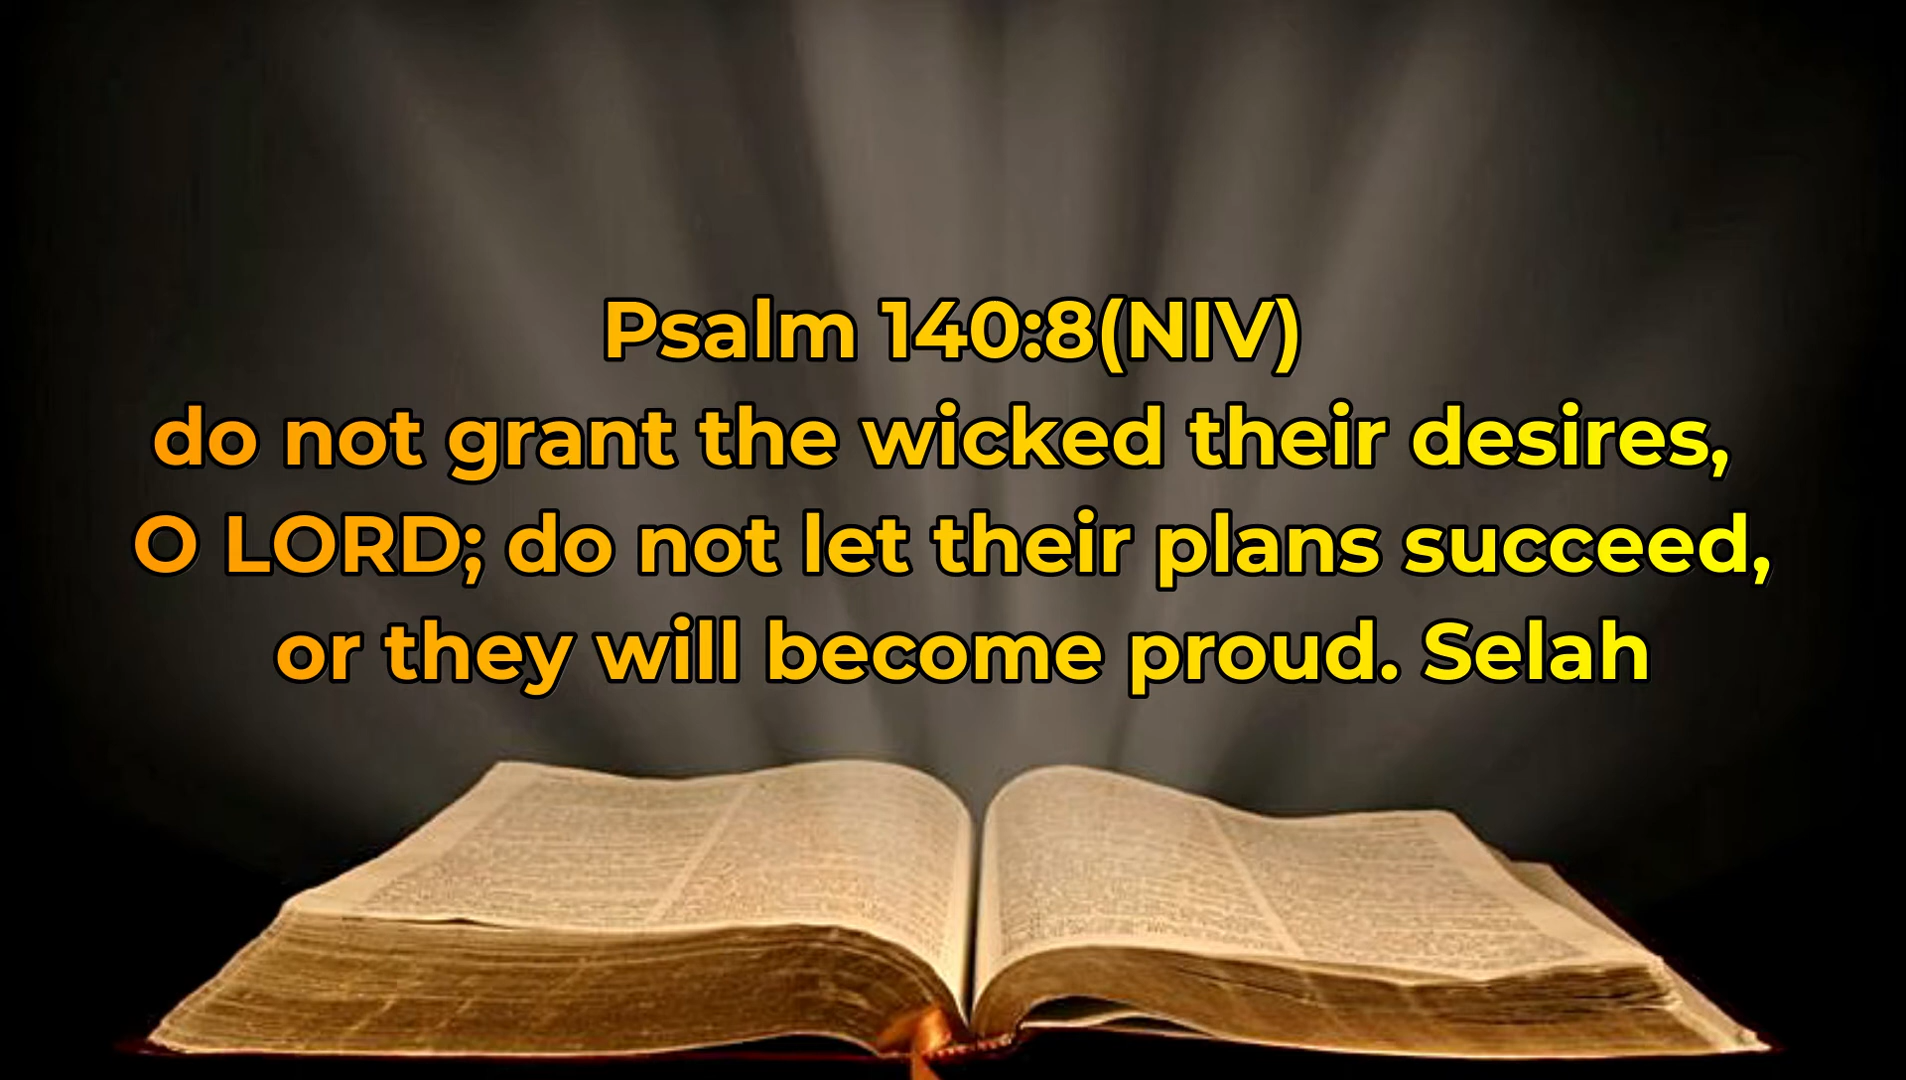 Psalm 140:8(NIV)
do not grant the wicked their desires,
O LORD; do not let their plans succeed,
or they will become proud. Selah